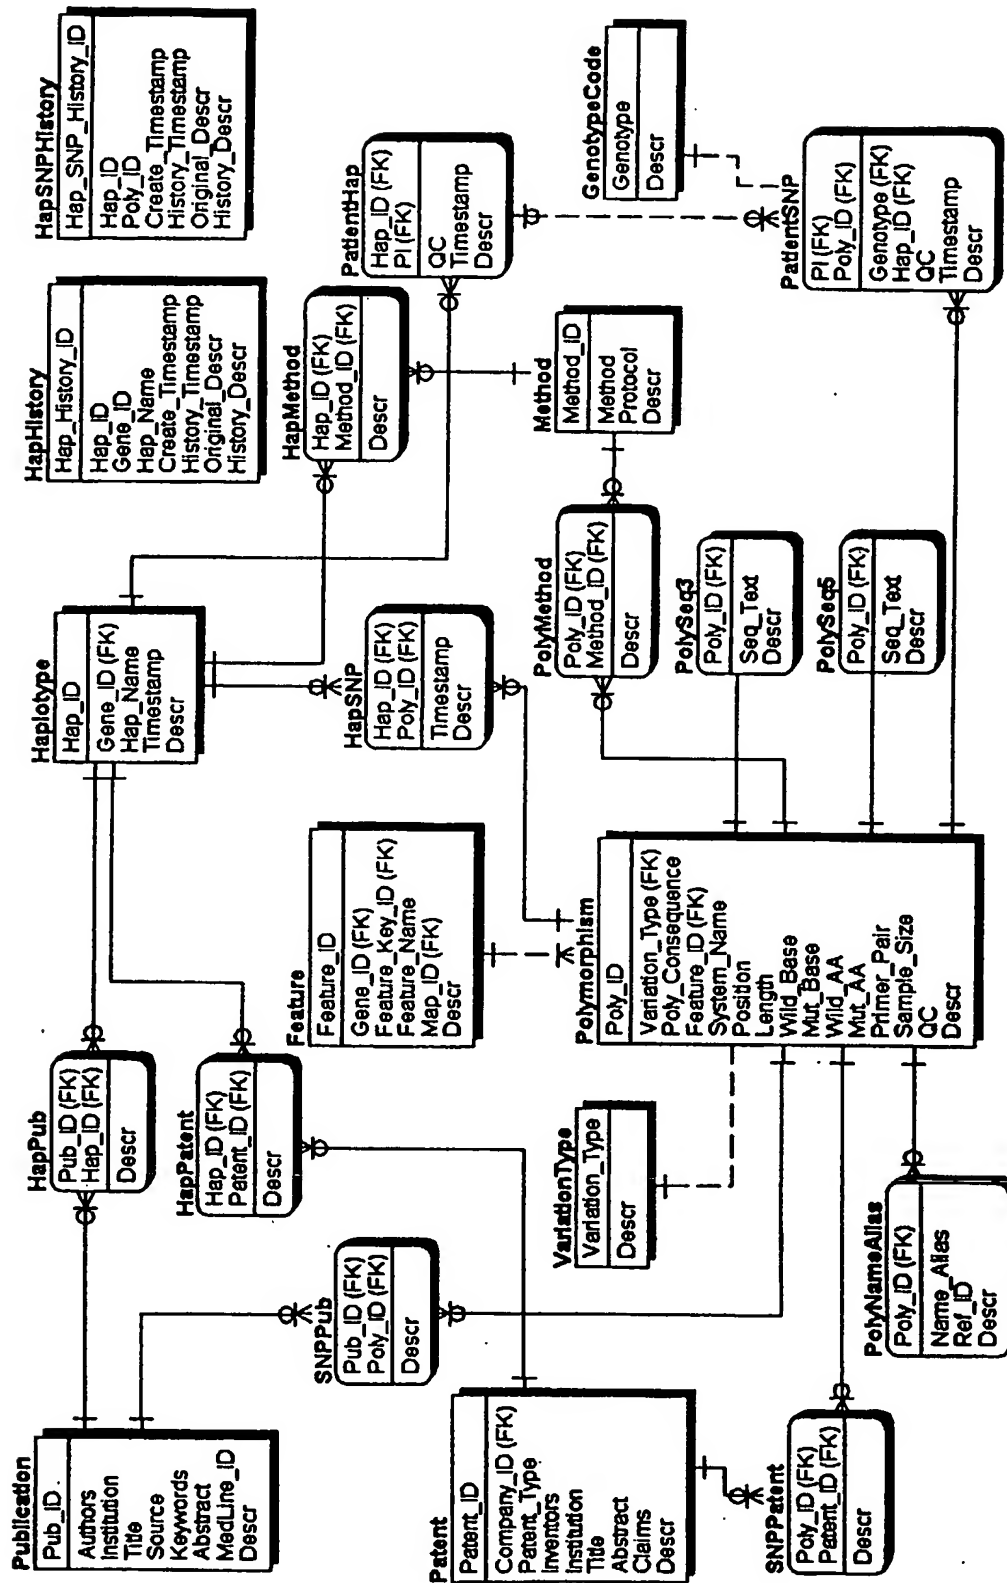 Publication
Pub_ID
Authors
Institution
Title
Source
Keywords
Abstract
MedLine_ID
Descr
HapPub
Pub_ID (FK)
Hap_ID (FK)
Descr
Haplotype
Hap_ID
Gene_ID (FK)
Hap_Name
Timestamp
Descr
HapHistory
Hap_History_ID
Hap_ID
Gene_ID
Hap_Name
Create_Timestamp
History_Timestamp
Original_Descr
History_Descr
HapSNPHistory
Hap_SNP_History_ID
Hap_ID
Poly_ID
Create_Timestamp
History_Timestamp
Original_Descr
History_Descr
SNPPub
Pub_ID (FK)
Poly_ID (FK)
Descr
HapPatent
Hap_ID (FK)
Patent_ID (FK)
Descr
Feature
Feature_ID
Gene_ID (FK)
Feature_Key_ID (FK)
Feature_Name
Map_ID (FK)
Descr
HapSNP
Hap_ID (FK)
Poly_ID (FK)
Timestamp
Descr
HapMethod
Hap_ID (FK)
Method_ID (FK)
Descr
PatientHap
Hap_ID (FK)
PI (FK)
QC
Timestamp
Descr
Patent
Patent_ID
Company_ID (FK)
Patent_Type
Inventors
Institution
Title
Abstract
Claims
Descr
VariationType
Variation_Type
Descr
Polymorphism
Poly_ID
Variation_Type (FK)
Poly_Consequence
Feature_ID (FK)
System_Name
Position
Length
Wild_Base
Mut_Base
Wild_AA
Mut_AA
Primer_Pair
Sample_Size
QC
Descr
PolyMethod
Poly_ID (FK)
Method_ID (FK)
Descr
Method
Method_ID
Method
Protocol
Descr
GenotypeCode
Genotype
Descr
PolySeq3
Poly_ID (FK)
Seq_Text
Descr
PolySeq5
Poly_ID (FK)
Seq_Text
Descr
PatientSNP
PI (FK)
Poly_ID (FK)
Genotype (FK)
Hap_ID (FK)
QC
Timestamp
Descr
SNPPatent
Poly_ID (FK)
Patent_ID (FK)
Descr
PolyNameAlias
Poly_ID (FK)
Name_Alias
Ref_ID
Descr